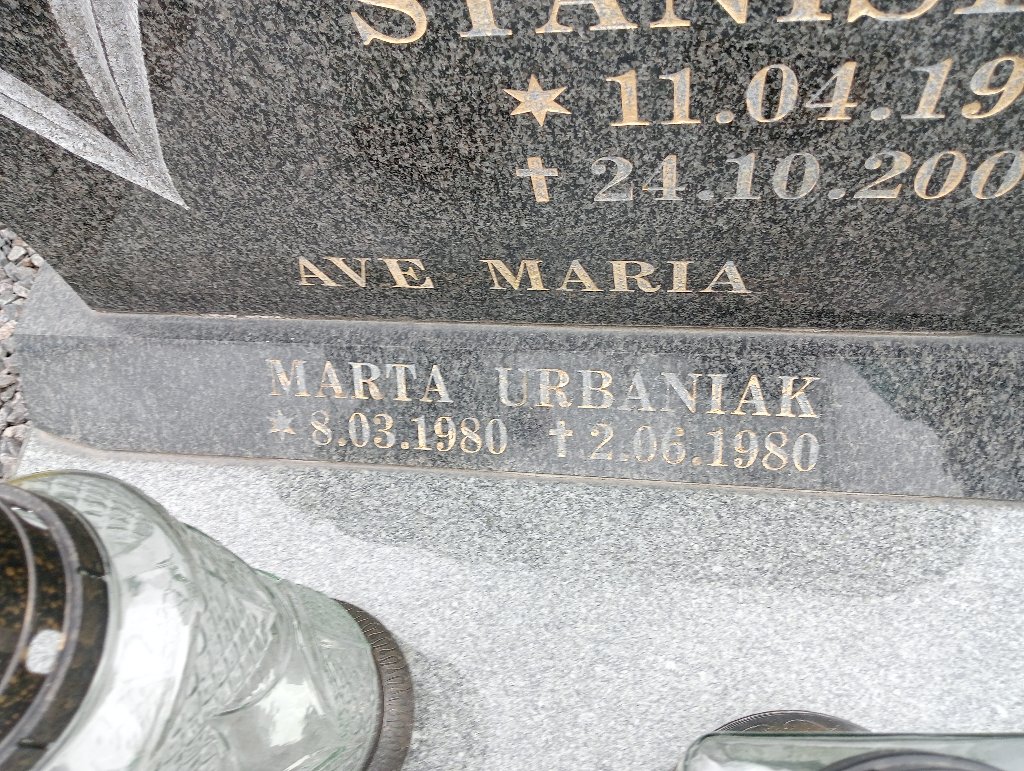 * 11.04.19
✝ 24.10.200
AVE MARIA
MARTA URBANIAK
* 8.03.1980 ✝ 2.06.1980